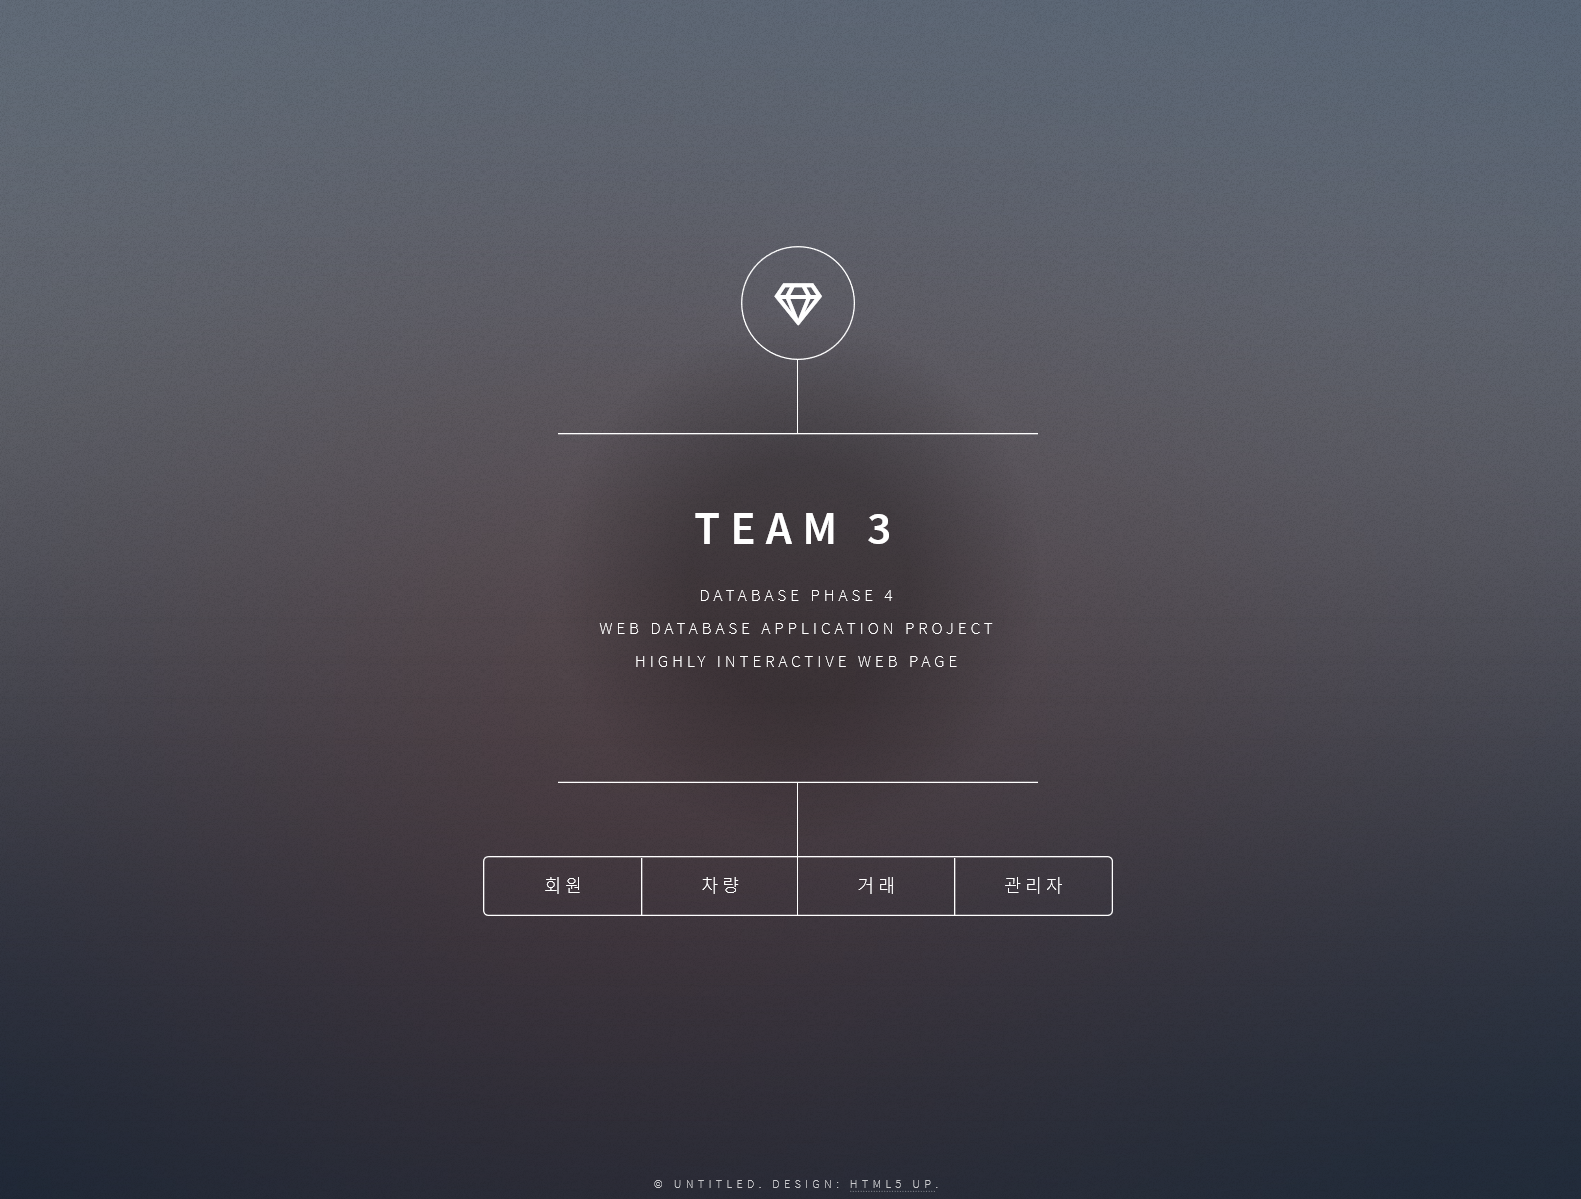 TEAM 3
DATABASE PHASE 4
WEB DATABASE APPLICATION PROJECT
HIGHLY INTERACTIVE WEB PAGE
회원 차량 거래 관리자
© UNTITLED. DESIGN: HTML5 UP.